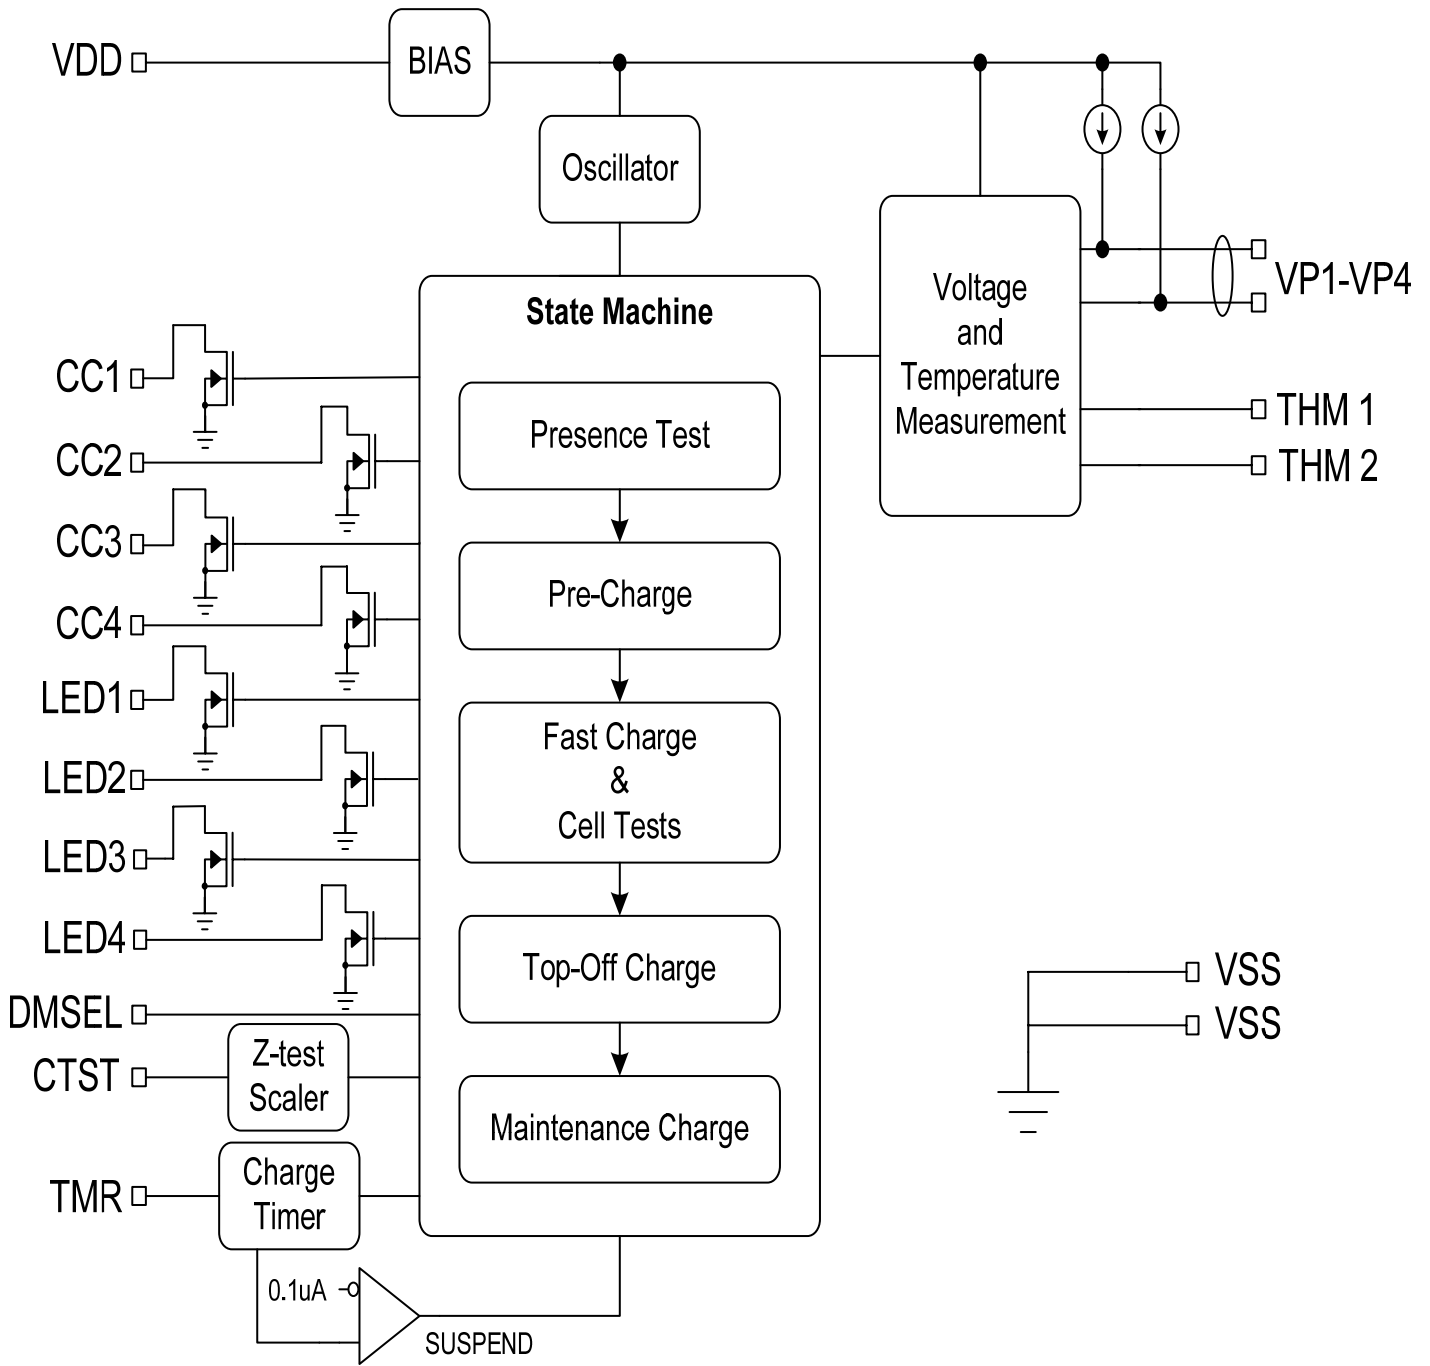 VDD
BIAS
Oscillator
State Machine
Presence Test
Pre-Charge
Fast Charge
&
Cell Tests
Top-Off Charge
Maintenance Charge
Voltage
and
Temperature
Measurement
VP1-VP4
THM 1
THM 2
CC1
CC2
CC3
CC4
LED1
LED2
LED3
LED4
DMSEL
CTST
Z-test
Scaler
TMR
Charge
Timer
0.1uA
SUSPEND
VSS
VSS